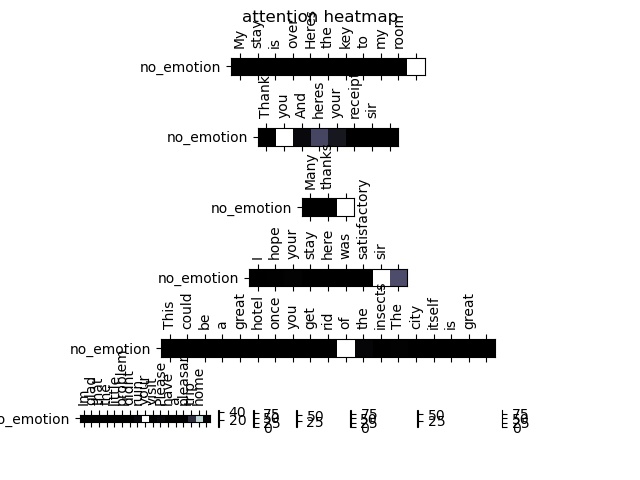 attention heatmap
My stay is over Heres the key to my room
no_emotion
Thank you And heres your receipt sir
no_emotion
Many thanks
no_emotion
I hope your stay here was satisfactory sir
no_emotion
This could be a great hotel once you get rid of the insects The city itself is great
no_emotion
Im glad that the little problem didnt ruin your visit Please have a pleasant trip home
no_emotion
40 75 50 75 50 75
20 50 25 50 25 50
25 25 25
0 0 0